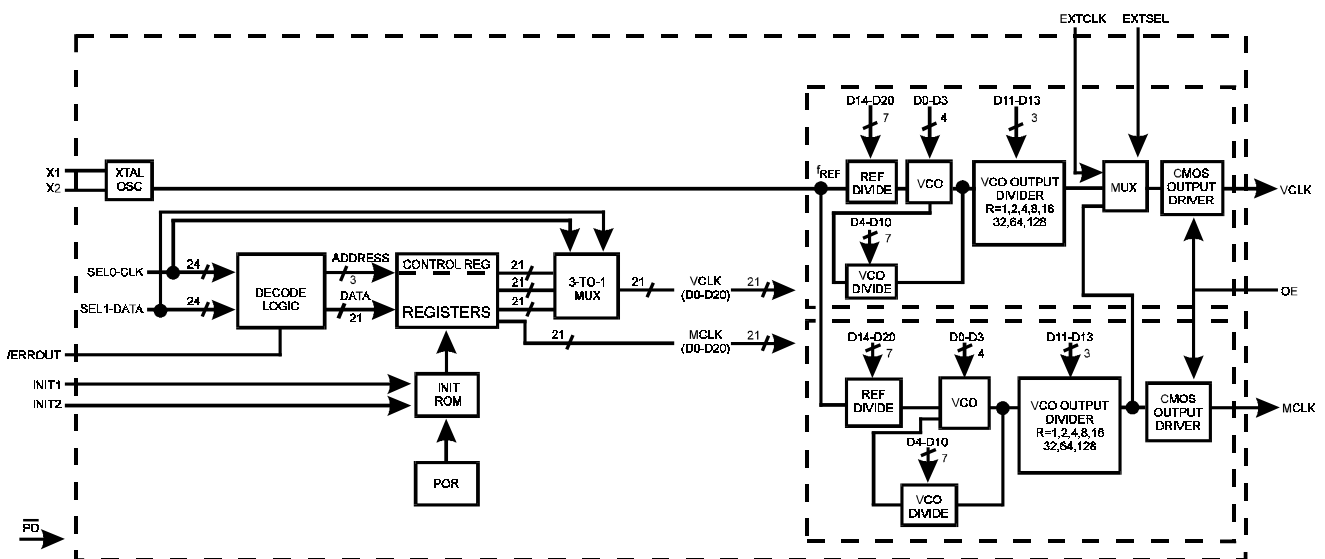 EXTCLK EXTSEL
D14-D20 D0-D3 D11-D13
7 4 3
X1
X2
XTAL
OSC
fREF
REF
DIVIDE
VCO
VCO OUTPUT
DIVIDER
R=1,2,4,8,16
32,64,128
MUX
CMOS
OUTPUT
DRIVER
VCLK
D4-D10
7
VCO
DIVIDE
SEL0-CLK
24
SEL1-DATA
24
DECODE
LOGIC
ADDRESS
3
DATA
21
CONTROL REG
REGISTERS
21
21
21
21
3-TO-1
MUX
21
VCLK
(D0-D20)
21
MCLK
(D0-D20)
21
OE
/ERROUT
INIT1
INIT2
INIT
ROM
POR
PD
D14-D20 D0-D3 D11-D13
7 4 3
REF
DIVIDE
VCO
VCO OUTPUT
DIVIDER
R=1,2,4,8,16
32,64,128
CMOS
OUTPUT
DRIVER
MCLK
D4-D10
7
VCO
DIVIDE